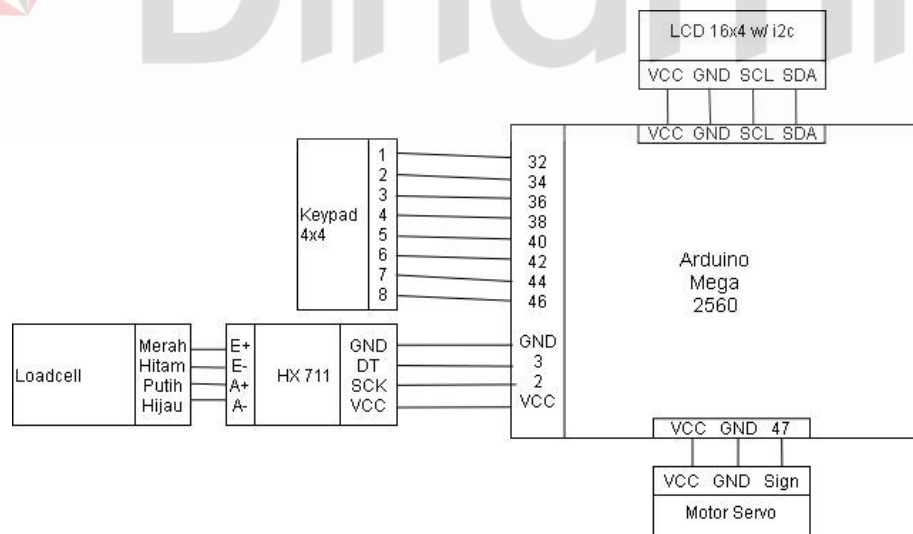 LCD 16x4 w/ i2c
VCC GND SCL SDA
VCC GND SCL SDA
Keypad
4x4
1
2
3
4
5
6
7
8
32
34
36
38
40
42
44
46
Arduino
Mega
2560
Loadcell
Merah
Hitam
Putih
Hijau
E+
E-
A+
A-
HX 711
GND
DT
SCK
VCC
GND
3
2
VCC
VCC GND 47
VCC GND Sign
Motor Servo